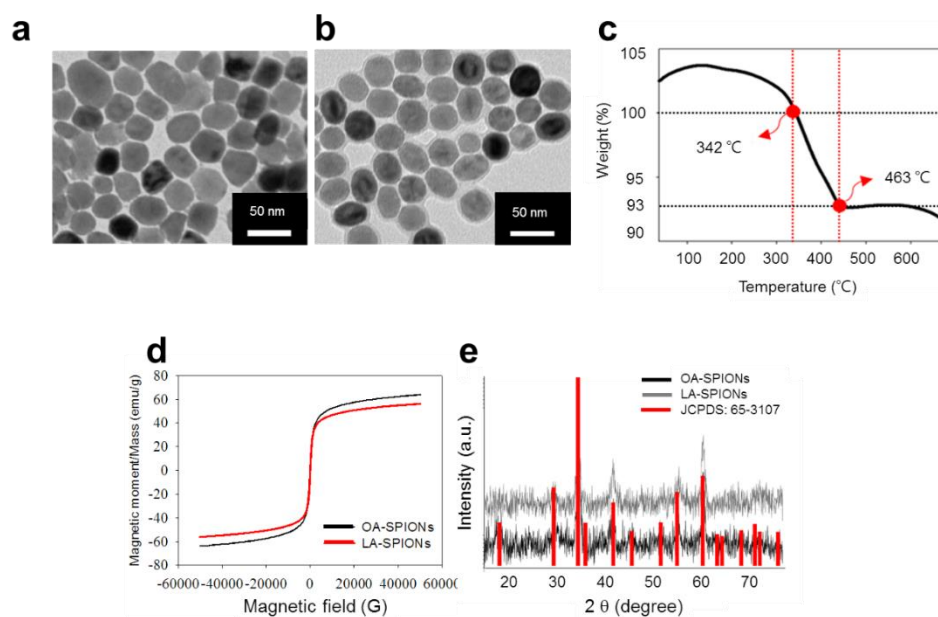 a
50 nm
b
50 nm
c
105
100
95
93
90
Weight (%)
342 ℃
463 ℃
100 200 300 400 500 600
Temperature (℃)
d
80
60
40
20
0
-20
-40
-60
-80
Magnetic moment/Mass (emu/g)
OA-SPIONs
LA-SPIONs
-60000 -40000 -20000 0 20000 40000 60000
Magnetic field (G)
e
OA-SPIONs
LA-SPIONs
JCPDS: 65-3107
Intensity (a.u.)
20 30 40 50 60 70
2 θ (degree)